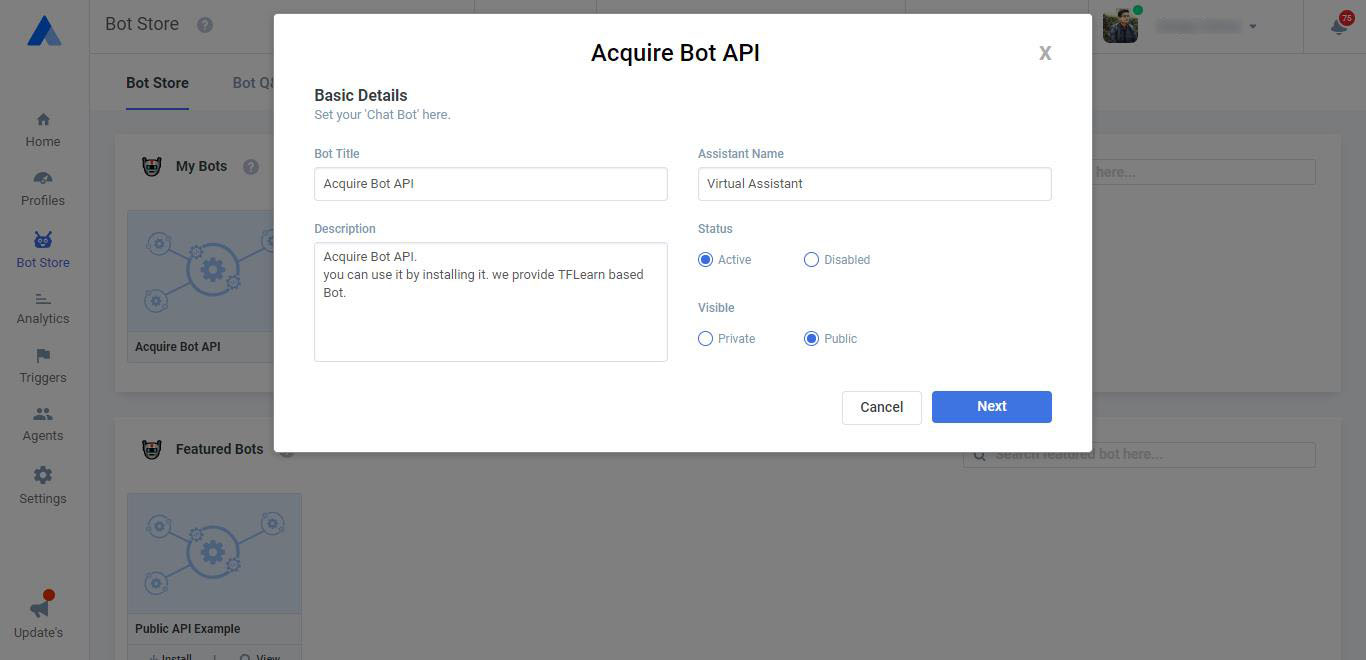 Bot Store ?
75
Bot Store
Bot Q&
Home
Profiles
Bot Store
Analytics
Triggers
Agents
Settings
Update's
My Bots ?
here...
Acquire Bot API
Featured Bots
Search featured bot here...
Public API Example
Install | View
Acquire Bot API
X
Basic Details
Set your 'Chat Bot' here.
Bot Title
Acquire Bot API
Assistant Name
Virtual Assistant
Description
Acquire Bot API.
you can use it by installing it. we provide TFLearn based
Bot.
Status
Active
Disabled
Visible
Private
Public
Cancel
Next